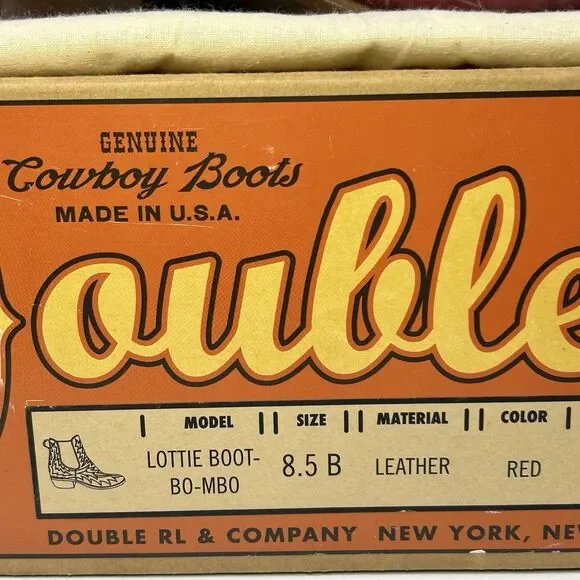 GENUINE
Cowboy Boots
MADE IN U.S.A.
ouble
MODEL SIZE MATERIAL COLOR
LOTTIE BOOT-
BO-MBO
8.5 B LEATHER RED
DOUBLE RL & COMPANY NEW YORK, NE